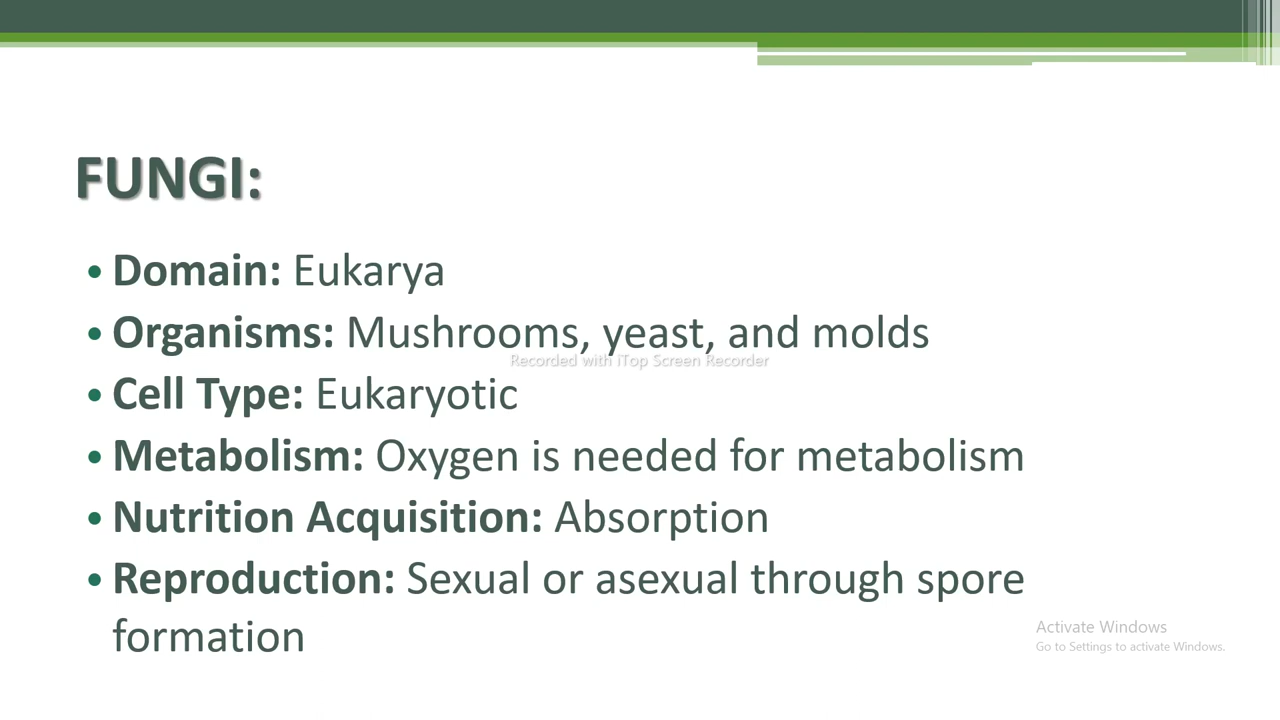 FUNGI:
• Domain: Eukarya
• Organisms: Mushrooms, yeast, and molds
Recorded with iTop Screen Recorder
• Cell Type: Eukaryotic
• Metabolism: Oxygen is needed for metabolism
• Nutrition Acquisition: Absorption
• Reproduction: Sexual or asexual through spore
formation
Activate Windows
Go to Settings to activate Windows.